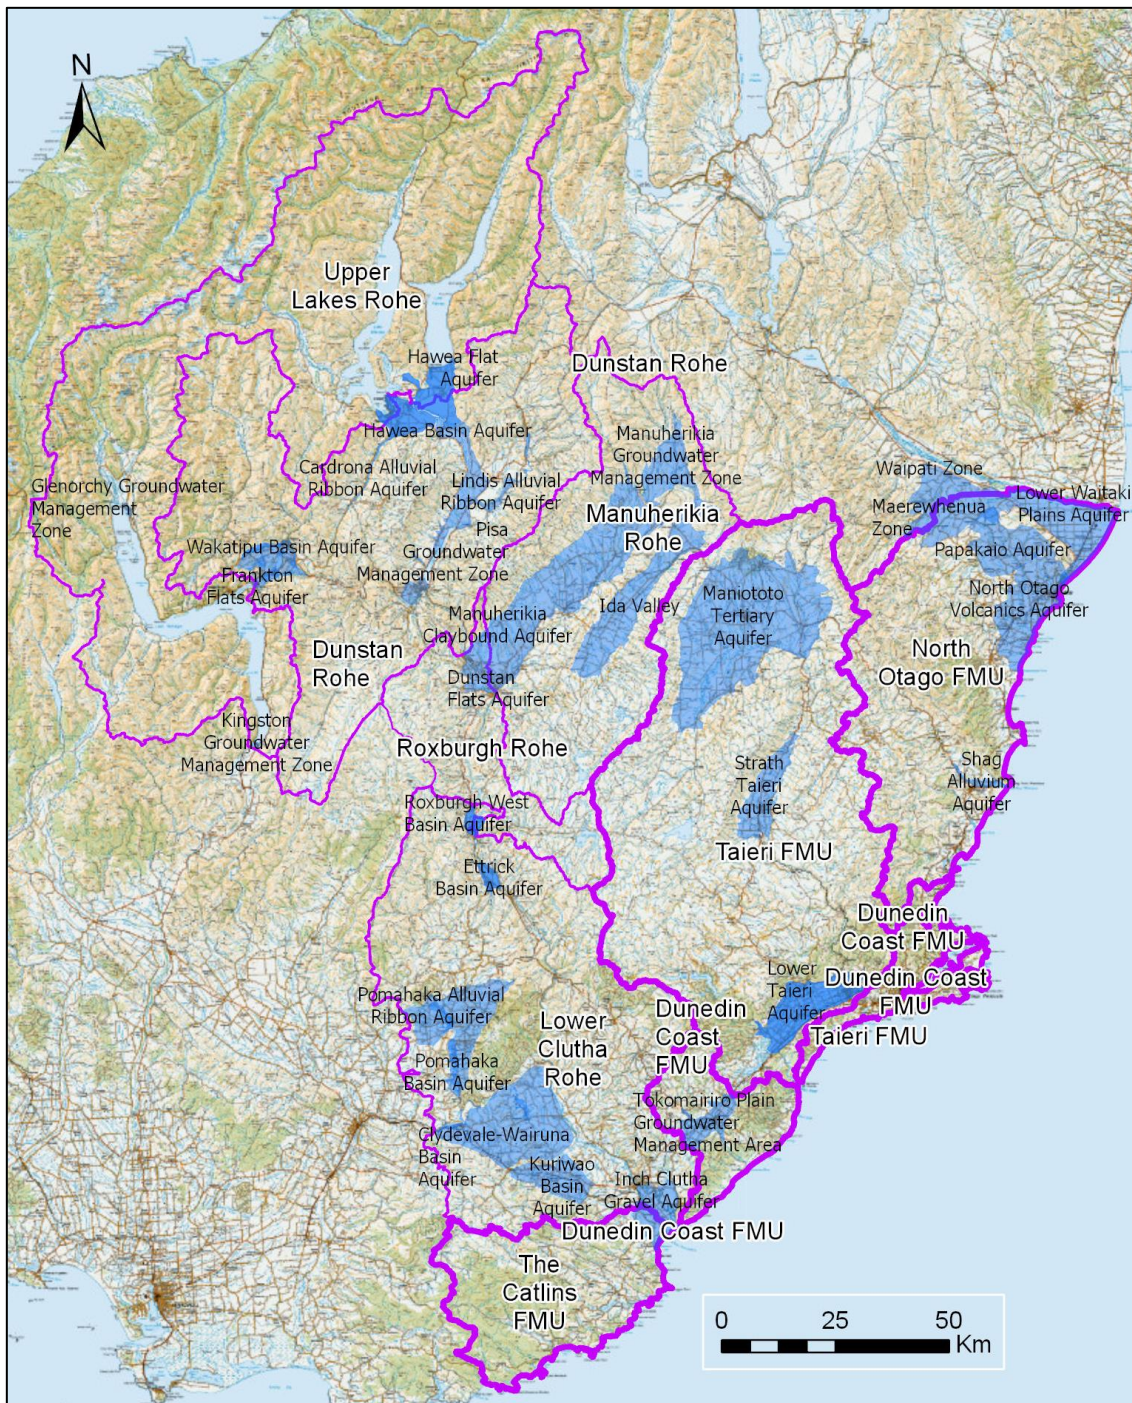 N
Upper
Lakes Rohe
Dunstan Rohe
Hawea Flat
Aquifer
Hawea Basin Aquifer
Manuherikia
Groundwater
Management Zone
Cardrona Alluvial
Ribbon Aquifer
Lindis Alluvial
Ribbon Aquifer
Waipati Zone
Glenorchy Groundwater
Management
Zone
Maerewhenua
Zone
Lower Waitaki
Plains Aquifer
Manuherikia
Rohe
Pisa
Groundwater
Management Zone
Wakatipu Basin Aquifer
Papakaio Aquifer
Frankton
Flats Aquifer
Ida Valley
Maniototo
Tertiary
Aquifer
North Otago
Volcanics Aquifer
Manuherikia
Claybound Aquifer
Dunstan
Rohe
North
Otago FMU
Dunstan
Flats Aquifer
Kingston
Groundwater
Management Zone
Roxburgh Rohe
Strath
Taieri
Aquifer
Shag
Alluvium
Aquifer
Roxburgh West
Basin Aquifer
Taieri FMU
Ettrick
Basin Aquifer
Dunedin
Coast FMU
Lower
Taieri
Aquifer
Dunedin Coast
FMU
Pomahaka Alluvial
Ribbon Aquifer
Lower
Clutha
Rohe
Dunedin
Coast
FMU
Taieri FMU
Pomahaka
Basin Aquifer
Tokomairiro Plain
Groundwater
Management Area
Clydevale-Wairuna
Basin
Aquifer
Kuriwao
Basin
Aquifer
Inch Clutha
Gravel Aquifer
Dunedin Coast FMU
The
Catlins
FMU
0 25 50
Km